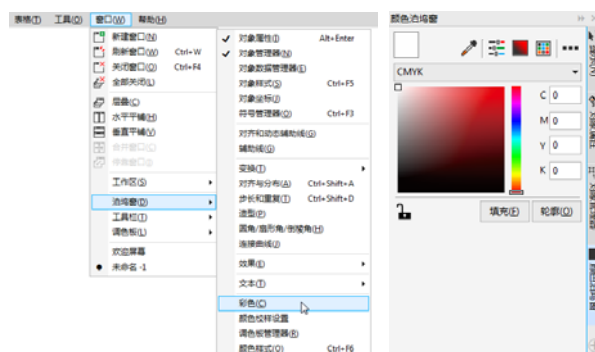 表格(T) 工具(O) 窗口(W) 帮助(H)
新建窗口(N)
刷新窗口(W) Ctrl+W
关闭窗口(O) Ctrl+F4
全部关闭(L)
层叠(C)
水平平铺(H)
垂直平铺(V)
合并窗口(C)
停靠窗口(D)
工作区(S)
泊坞窗(D)
工具栏(T)
调色板(L)
欢迎屏幕
未命名 -1
对象属性(I) Alt+Enter
对象管理器(N)
对象数据管理器(E)
对象样式(S) Ctrl+F5
对象坐标(J)
符号管理器(O) Ctrl+F3
对齐和动态辅助线(G)
辅助线(G)
变换(T)
对齐与分布(A) Ctrl+Shift+A
步长和重复(T) Ctrl+Shift+D
造型(P)
圆角/扇形角/倒棱角(H)
连接曲线(J)
效果(E)
文本(T)
彩色(C)
颜色校样设置
调色板管理器(R)
颜色样式(O) Ctrl+F6
颜色泊坞窗
CMYK
C 0
M 0
Y 0
K 0
填充(F) 轮廓(O)